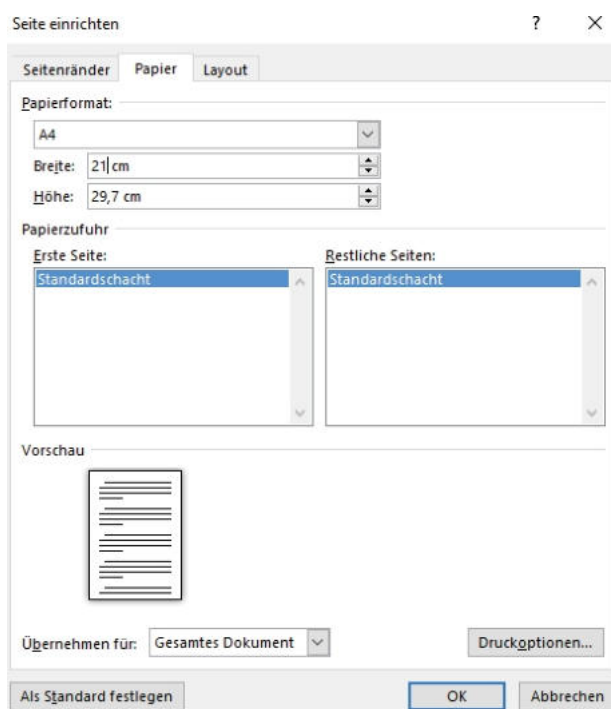 Seite einrichten ? ×
Seitenränder Papier Layout
Papierformat:
A4
Breite: 21 cm
Höhe: 29,7 cm
Papierzufuhr
Erste Seite: Restliche Seiten:
Standardschacht Standardschacht
Vorschau
Übernehmen für: Gesamtes Dokument Druckoptionen...
Als Standard festlegen OK Abbrechen